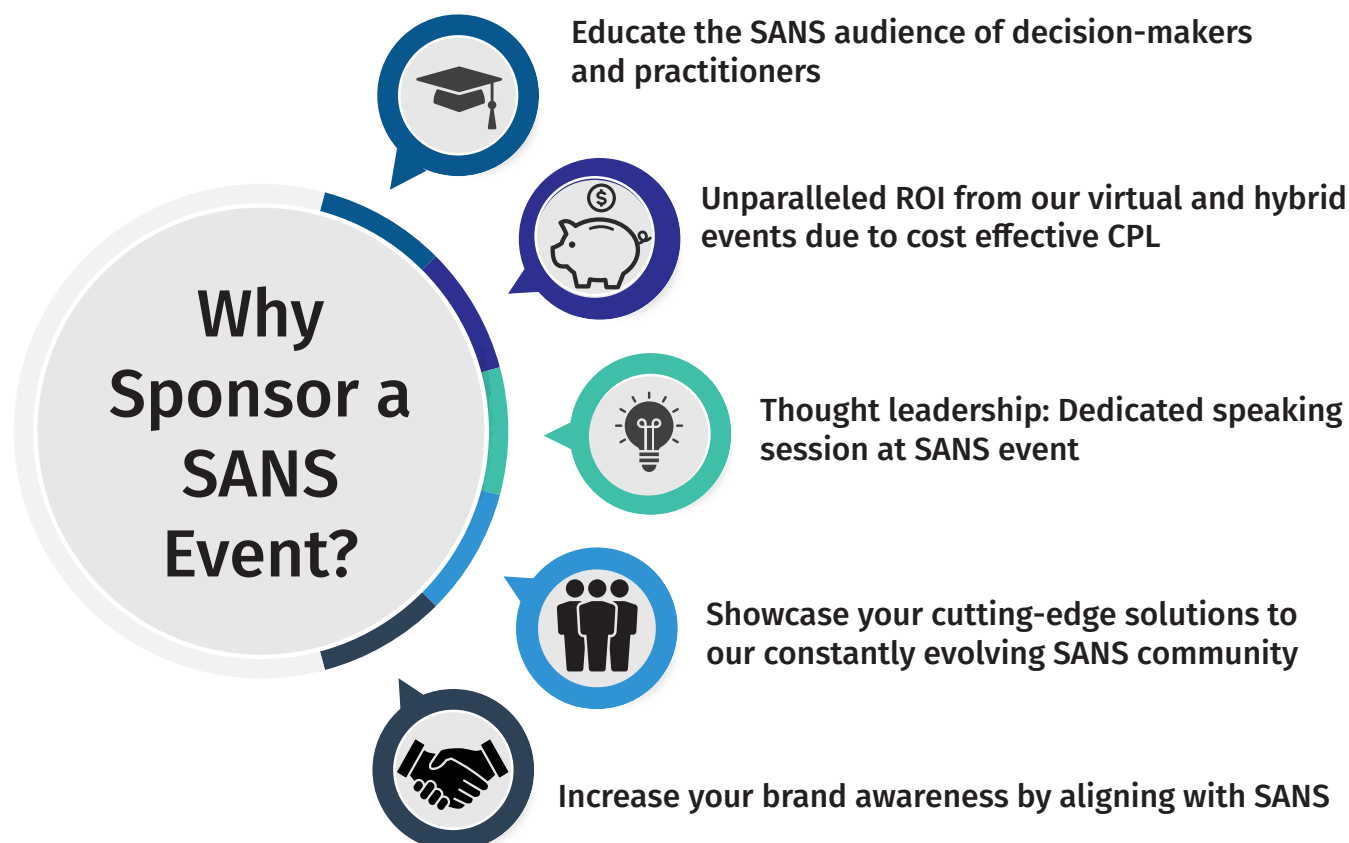 Educate the SANS audience of decision-makers
and practitioners
$
Unparalleled ROI from our virtual and hybrid
events due to cost effective CPL
Why
Sponsor a
SANS
Event?
Thought leadership: Dedicated speaking
session at SANS event
Showcase your cutting-edge solutions to
our constantly evolving SANS community
Increase your brand awareness by aligning with SANS